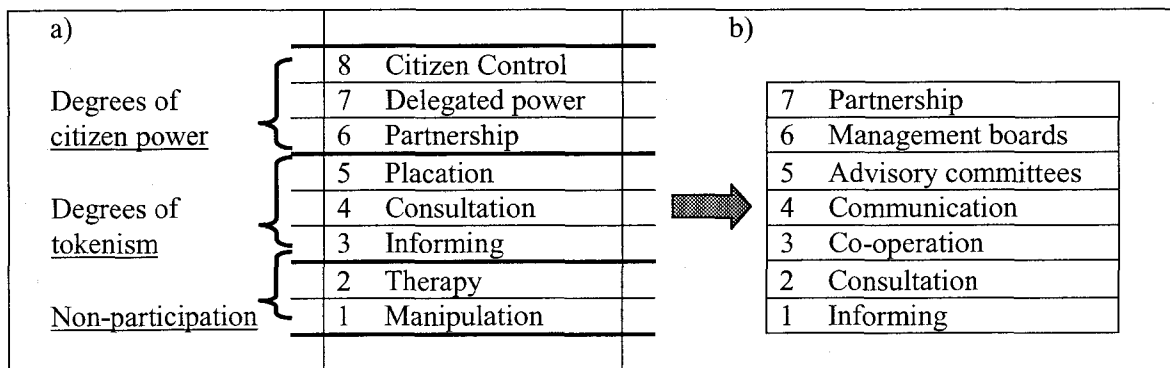 a)
Degrees of
citizen power
Degrees of
tokenism
Non-participation
8 Citizen Control
7 Delegated power
6 Partnership
5 Placation
4 Consultation
3 Informing
2 Therapy
1 Manipulation
b)
7 Partnership
6 Management boards
5 Advisory committees
4 Communication
3 Co-operation
2 Consultation
1 Informing